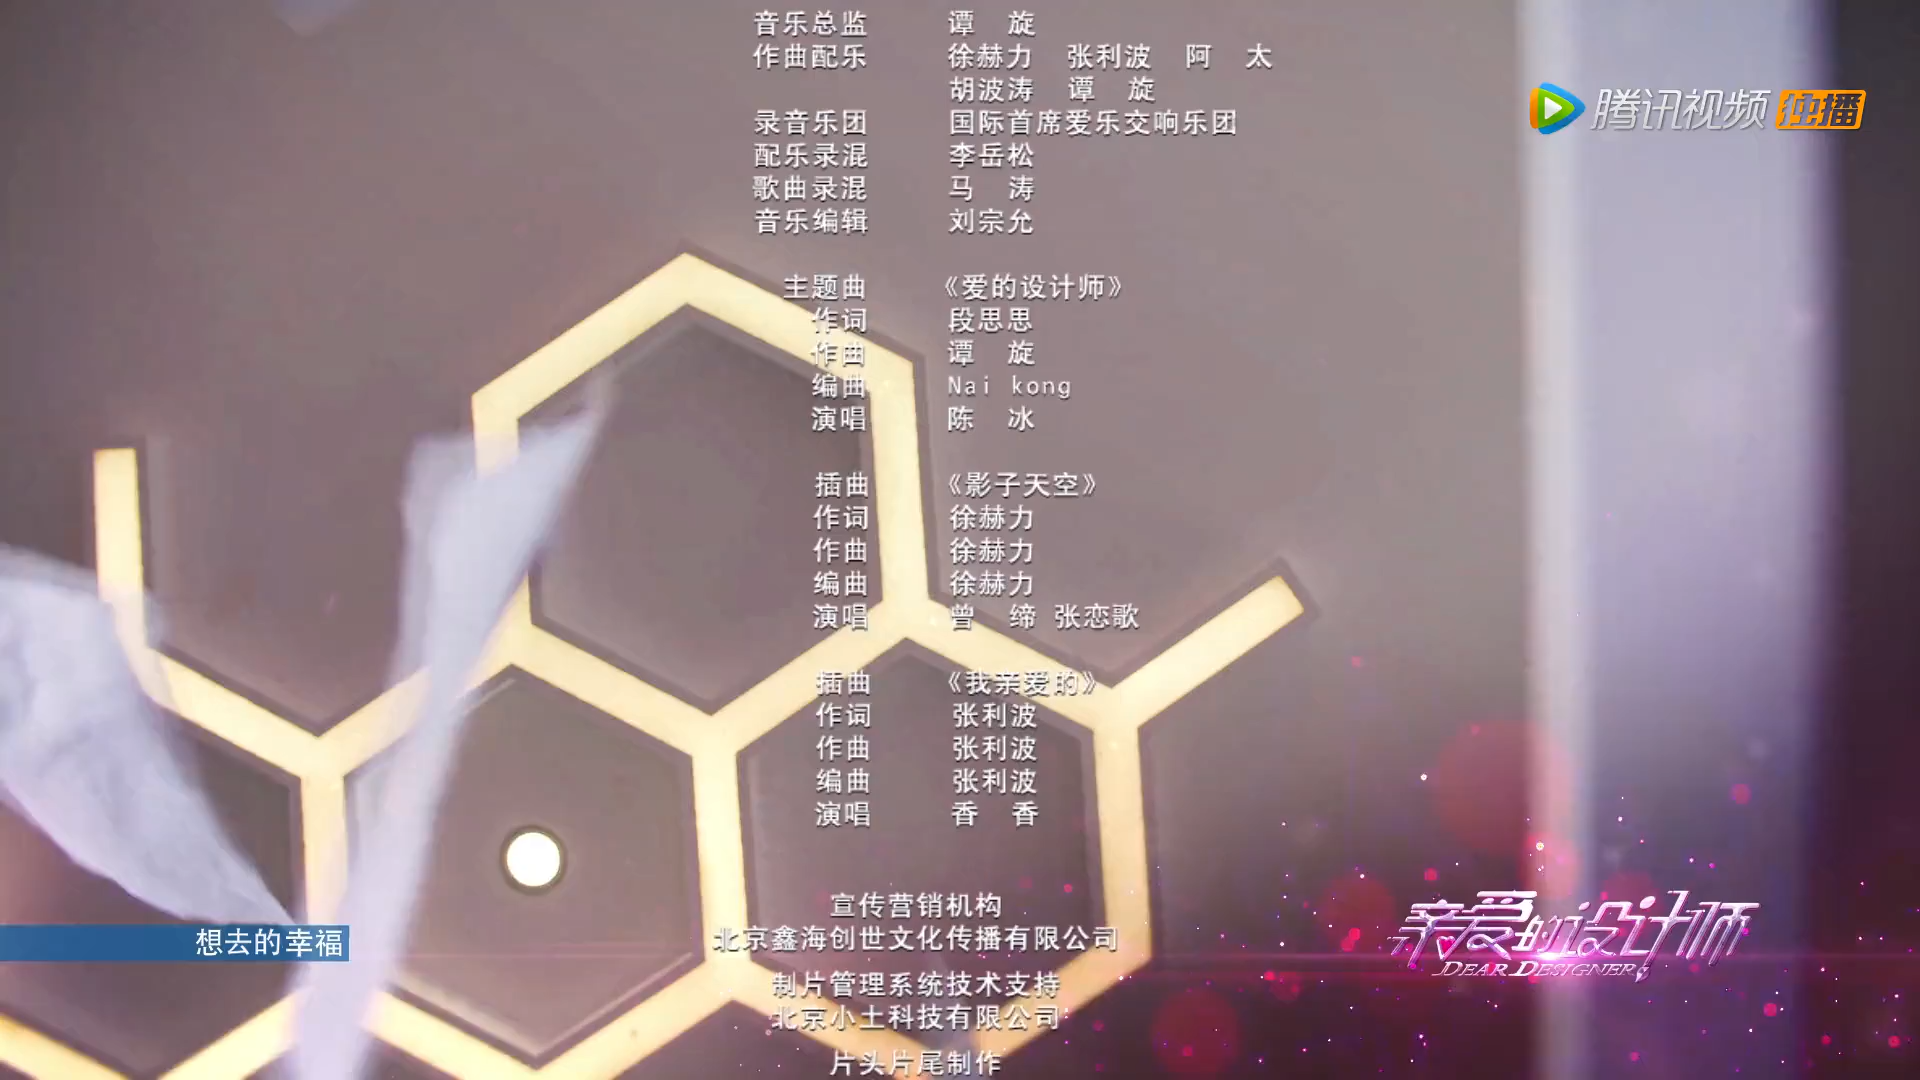 音乐总监 谭 旋
作曲配乐 徐赫力 张利波 阿 太
胡波涛 谭 旋
录音乐团 国际首席爱乐交响乐团
配乐录混 李岳松
歌曲录混 马 涛
音乐编辑 刘宗允
主题曲 《爱的设计师》
作词 段思思
作曲 谭 旋
编曲 Nai kong
演唱 陈 冰
插曲 《影子天空》
作词 徐赫力
作曲 徐赫力
编曲 徐赫力
演唱 曾 缔 张恋歌
插曲 《我亲爱的》
作词 张利波
作曲 张利波
编曲 张利波
演唱 香 香
宣传营销机构
北京鑫海创世文化传播有限公司
制片管理系统技术支持
北京小土科技有限公司
片头片尾制作
腾讯视频 独播
想去的幸福
亲爱的设计师
DEAR DESIGNER